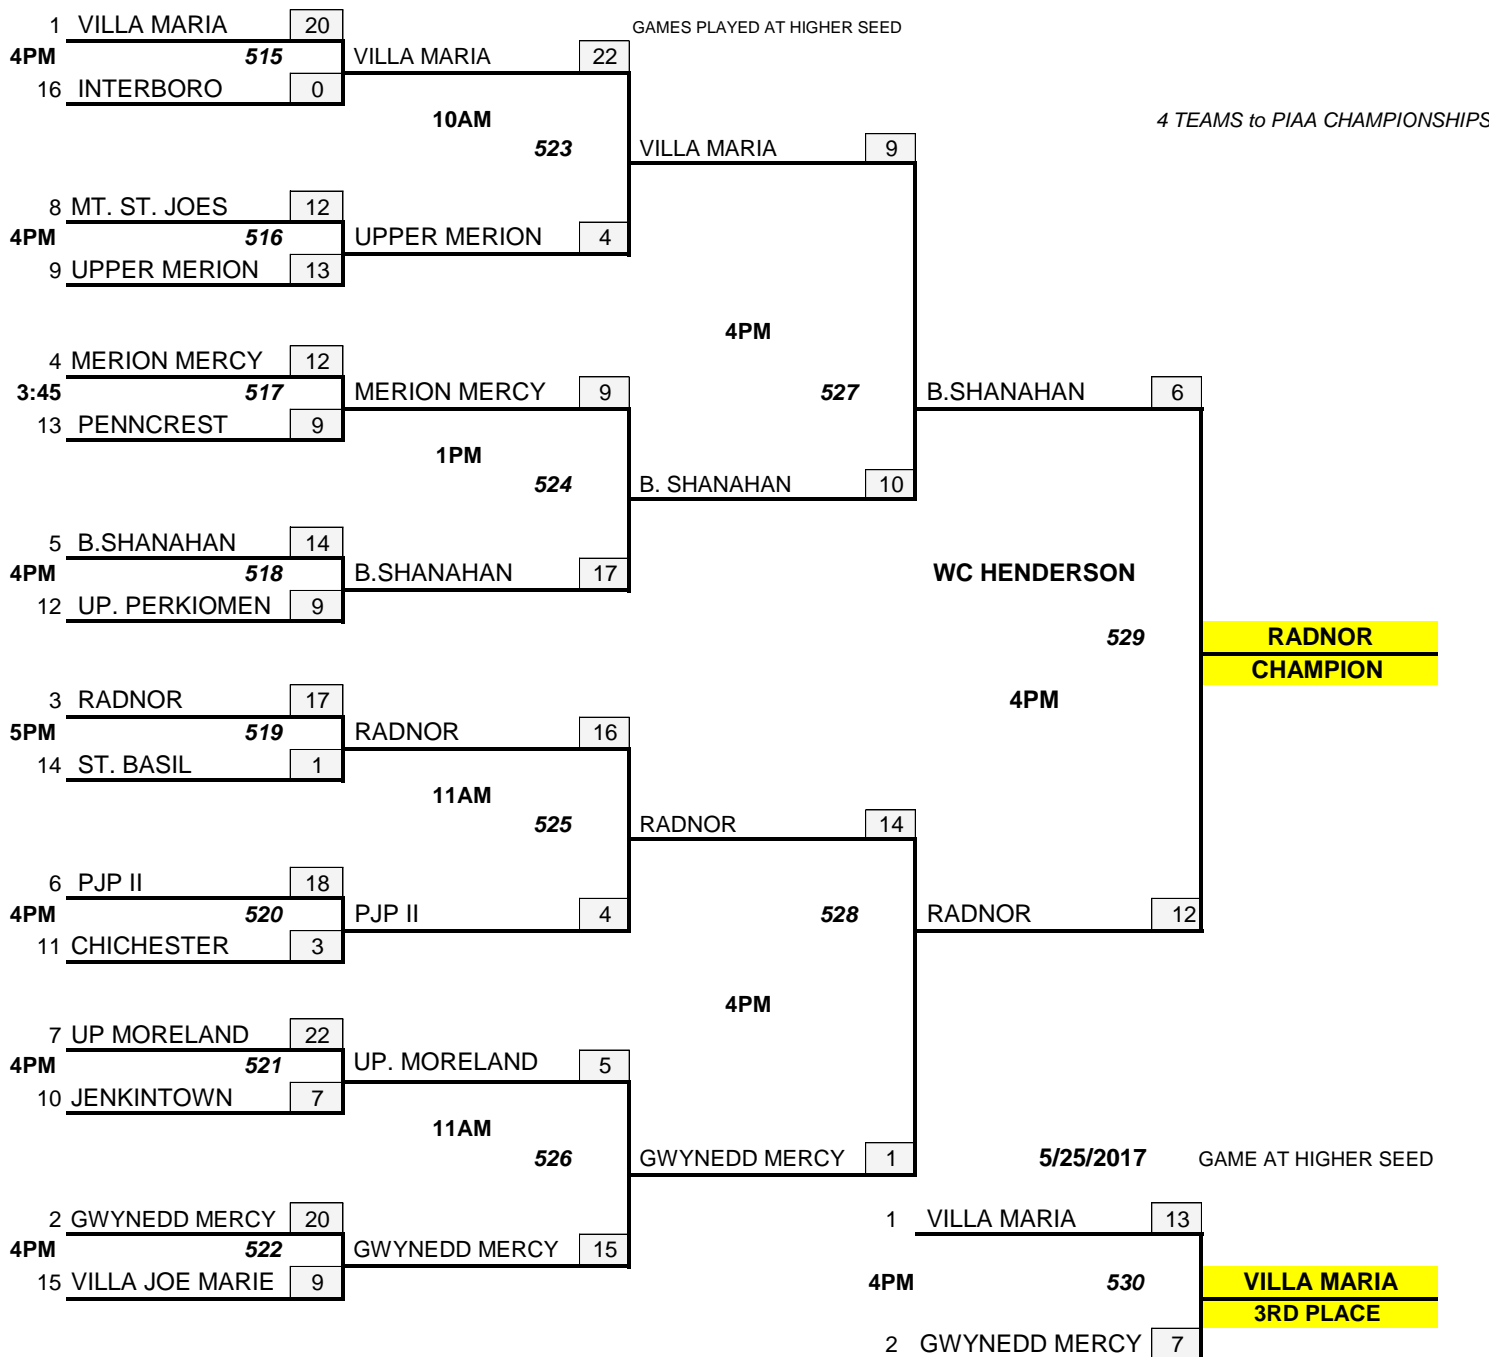 1 VILLA MARIA 20 GAMES PLAYED AT HIGHER SEED
4PM 515 VILLA MARIA 22
16 INTERBORO 0
10AM 4 TEAMS to PIAA CHAMPIONSHIPS
523 VILLA MARIA 9
8 MT. ST. JOES 12
4PM 516 UPPER MERION 4
9 UPPER MERION 13
4PM
4 MERION MERCY 12
3:45 517 MERION MERCY 9 527 B.SHANAHAN 6
13 PENNCREST 9
1PM
524 B. SHANAHAN 10
5 B.SHANAHAN 14
4PM 518 B.SHANAHAN 17 WC HENDERSON
12 UP. PERKIOMEN 9
529 RADNOR
CHAMPION
3 RADNOR 17 4PM
5PM 519 RADNOR 16
14 ST. BASIL 1
11AM
525 RADNOR 14
6 PJP II 18
4PM 520 PJP II 4 528 RADNOR 12
11 CHICHESTER 3
4PM
7 UP MORELAND 22
4PM 521 UP. MORELAND 5
10 JENKINTOWN 7
11AM
526 GWYNEDD MERCY 1 5/25/2017 GAME AT HIGHER SEED
2 GWYNEDD MERCY 20 1 VILLA MARIA 13
4PM 522 GWYNEDD MERCY 15
15 VILLA JOE MARIE 9 4PM 530 VILLA MARIA
3RD PLACE
2 GWYNEDD MERCY 7